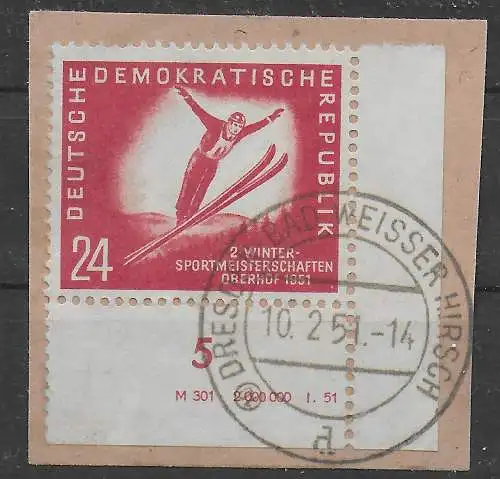 DEUTSCHE DEMOKRATISCHE REPUBLIK
24
2. WINTER-
SPORTMEISTERSCHAFTEN
OBERHOF 1951
5
M 301 2 000 000 I. 51
DRESDEN BAD WEISSER HIRSCH
10.2.51.-14
d